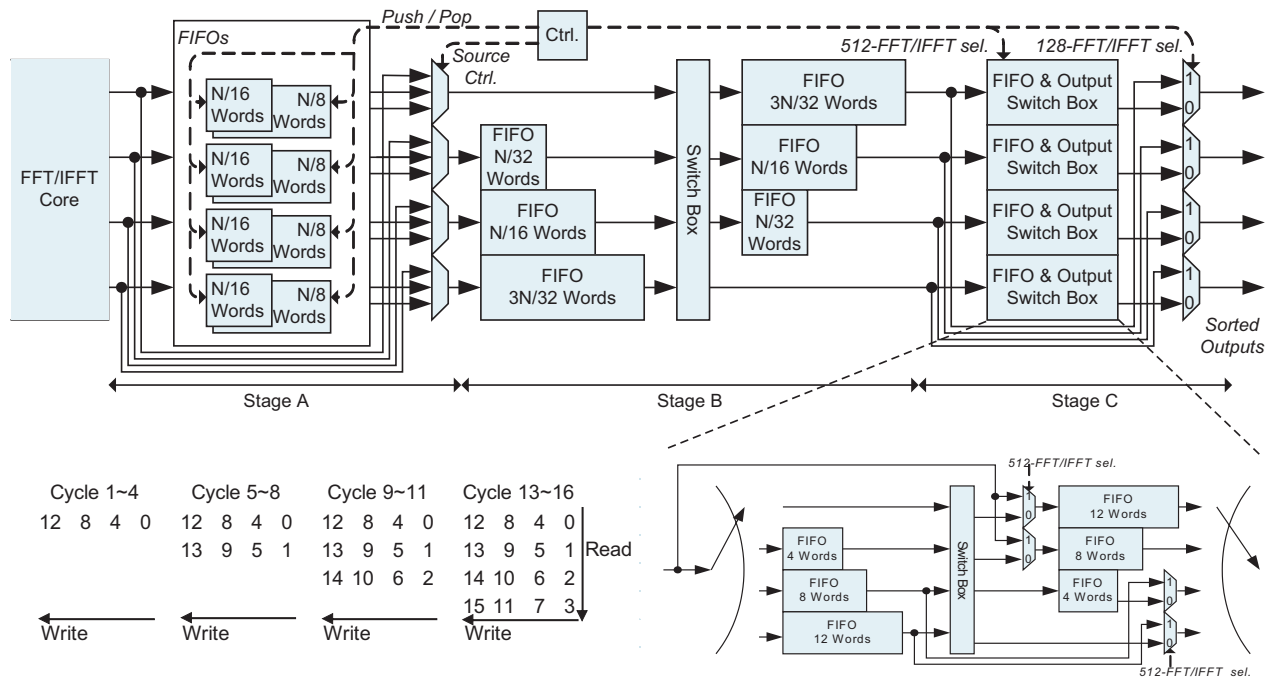 Push / Pop
Ctrl.
FIFOs
Source
Ctrl.
512-FFT/IFFT sel.
128-FFT/IFFT sel.
FFT/IFFT
Core
N/16
Words
N/8
Words
N/16
Words
N/8
Words
N/16
Words
N/8
Words
N/16
Words
N/8
Words
FIFO
N/32
Words
FIFO
N/16 Words
FIFO
3N/32 Words
Switch Box
FIFO
3N/32 Words
FIFO
N/16 Words
FIFO
N/32
Words
FIFO & Output
Switch Box
FIFO & Output
Switch Box
FIFO & Output
Switch Box
FIFO & Output
Switch Box
1
0
1
0
1
0
1
0
Sorted
Outputs
Stage A
Stage B
Stage C
Cycle 1~4
12 8 4 0
Write
Cycle 5~8
12 8 4 0
13 9 5 1
Write
Cycle 9~11
12 8 4 0
13 9 5 1
14 10 6 2
Write
Cycle 13~16
12 8 4 0
13 9 5 1
14 10 6 2
15 11 7 3
Read
Write
512-FFT/IFFT sel.
FIFO
4 Words
FIFO
8 Words
FIFO
12 Words
Switch Box
1
0
1
0
FIFO
12 Words
FIFO
8 Words
FIFO
4 Words
1
0
1
0
512-FFT/IFFT sel.